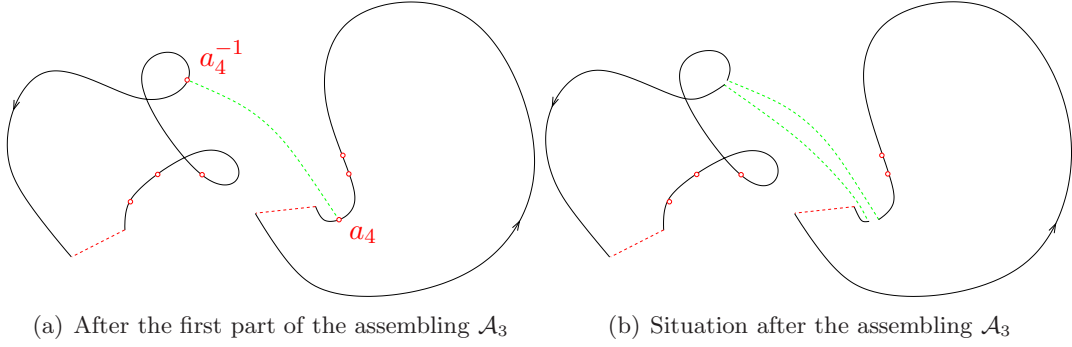 a_4^{-1}
a_4
(a) After the first part of the assembling 𝒜_3
(b) Situation after the assembling 𝒜_3